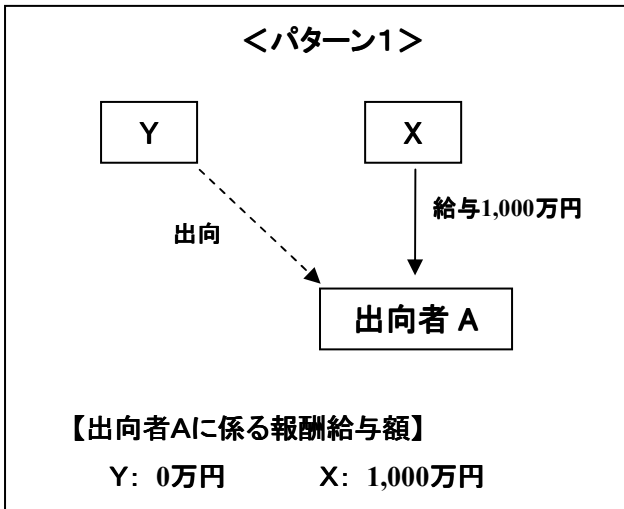 ＜パターン1＞
Y X
給与1,000万円
出向
出向者 A
【出向者Aに係る報酬給与額】
Y： 0万円 X： 1,000万円